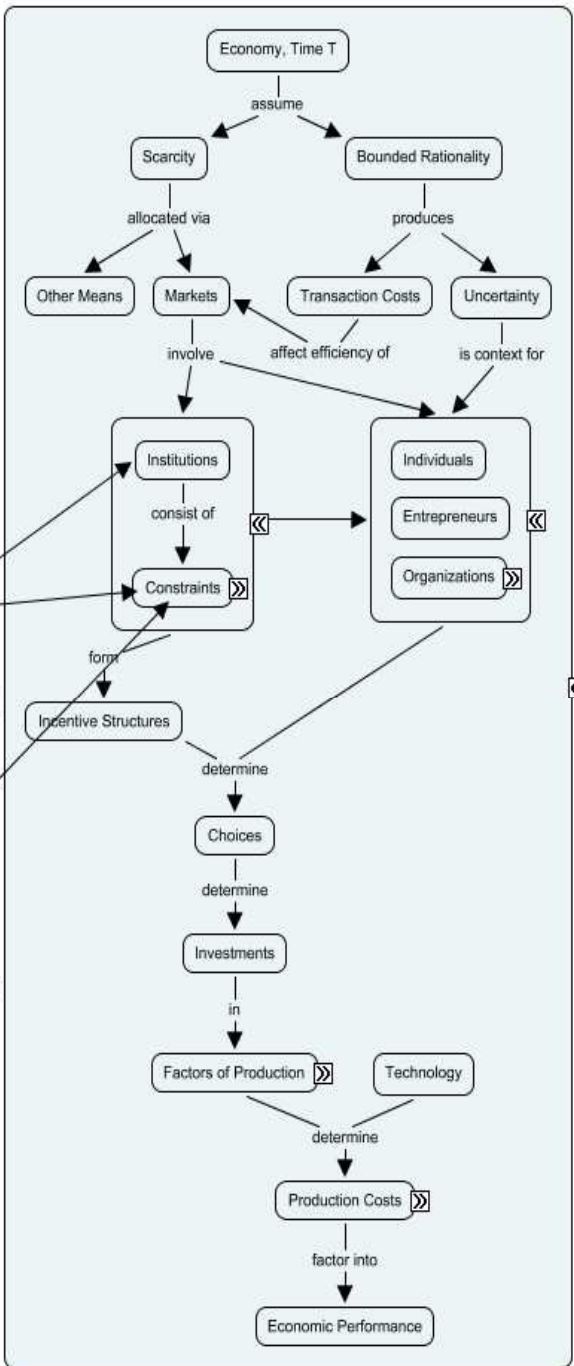 Economy, Time T
assume
Scarcity
Bounded Rationality
allocated via
produces
Other Means
Markets
Transaction Costs
Uncertainty
involve
affect efficiency of
is context for
Institutions
Individuals
consist of
Entrepreneurs
Constraints
Organizations
form
Incentive Structures
determine
Choices
determine
Investments
in
Factors of Production
Technology
determine
Production Costs
factor into
Economic Performance